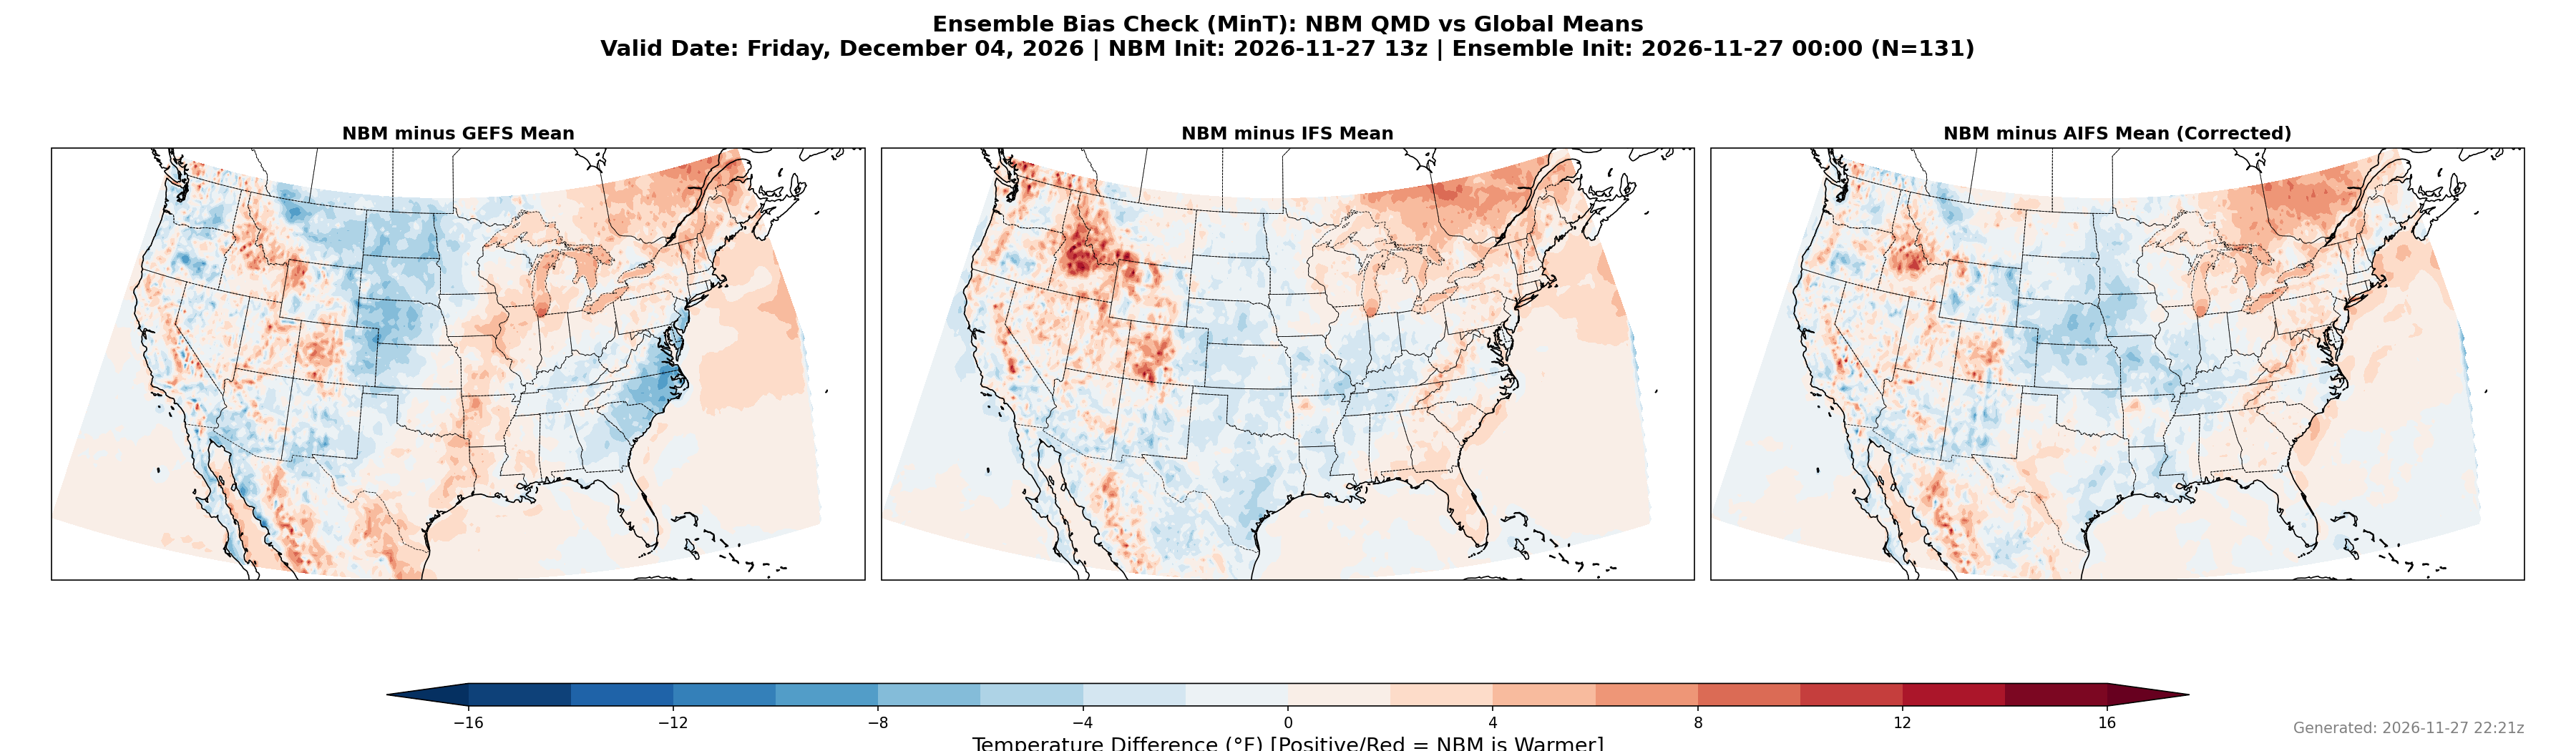 Ensemble Bias Check (MinT): NBM QMD vs Global Means
Valid Date: Friday, December 04, 2026 | NBM Init: 2026-11-27 13z | Ensemble Init: 2026-11-27 00:00 (N=131)
NBM minus GEFS Mean
NBM minus IFS Mean
NBM minus AIFS Mean (Corrected)
−16 −12 −8 −4 0 4 8 12 16
Generated: 2026-11-27 22:21z
Temperature Difference (°F) [Positive/Red = NBM is Warmer]